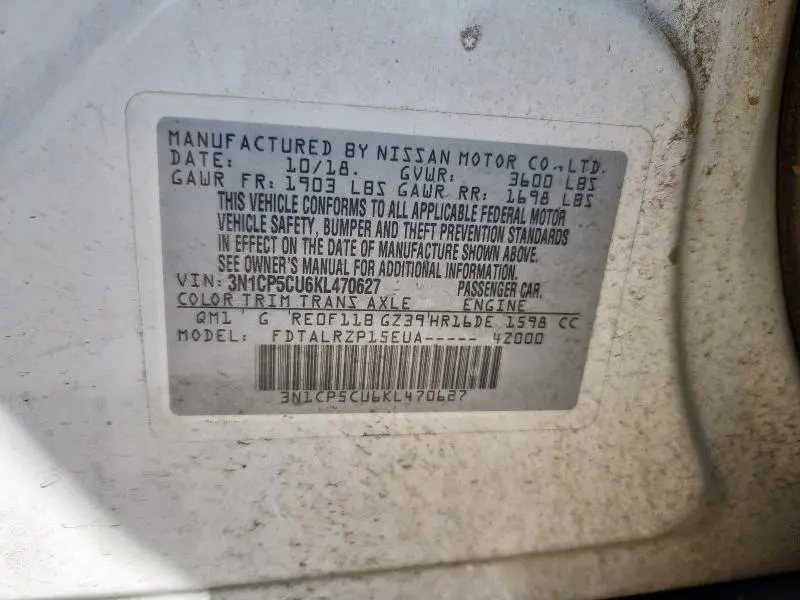 MANUFACTURED BY NISSAN MOTOR CO., LTD.
DATE: 10/18. GVWR: 3600 LBS
GAWR FR: 1903 LBS GAWR RR: 1698 LBS
THIS VEHICLE CONFORMS TO ALL APPLICABLE FEDERAL MOTOR
VEHICLE SAFETY, BUMPER AND THEFT PREVENTION STANDARDS
IN EFFECT ON THE DATE OF MANUFACTURE SHOWN ABOVE.
SEE OWNER'S MANUAL FOR ADDITIONAL INFORMATION.
VIN: 3N1CP5CU6KL470627 PASSENGER CAR.
COLOR TRIM TRANS AXLE ENGINE
QM1 G RE0F11B GZ39 HR16DE 1598 CC
MODEL: FDTALRZP15EUA----- 4Z000
3N1CP5CU6KL470627